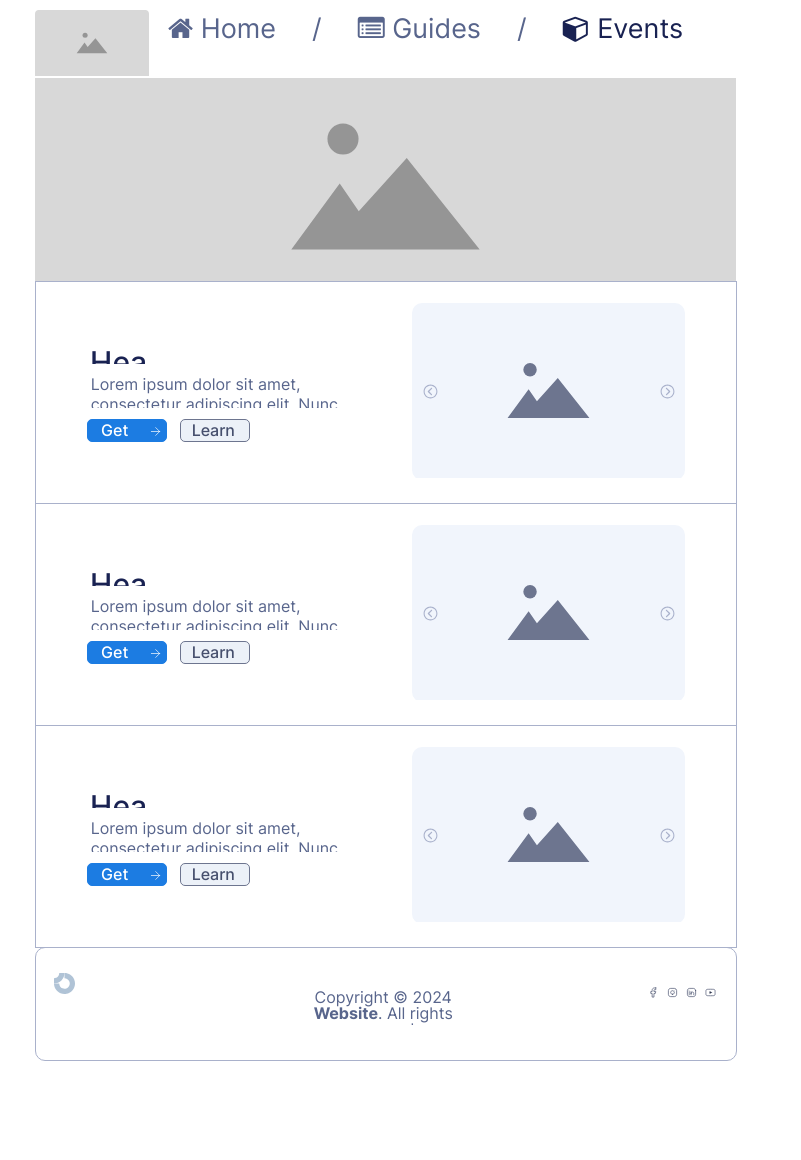 Home / Guides / Events
Hea
Lorem ipsum dolor sit amet,
consectetur adipiscing elit. Nunc
Get
Learn
Hea
Lorem ipsum dolor sit amet,
consectetur adipiscing elit. Nunc
Get
Learn
Hea
Lorem ipsum dolor sit amet,
consectetur adipiscing elit. Nunc
Get
Learn
Copyright © 2024
Website. All rights